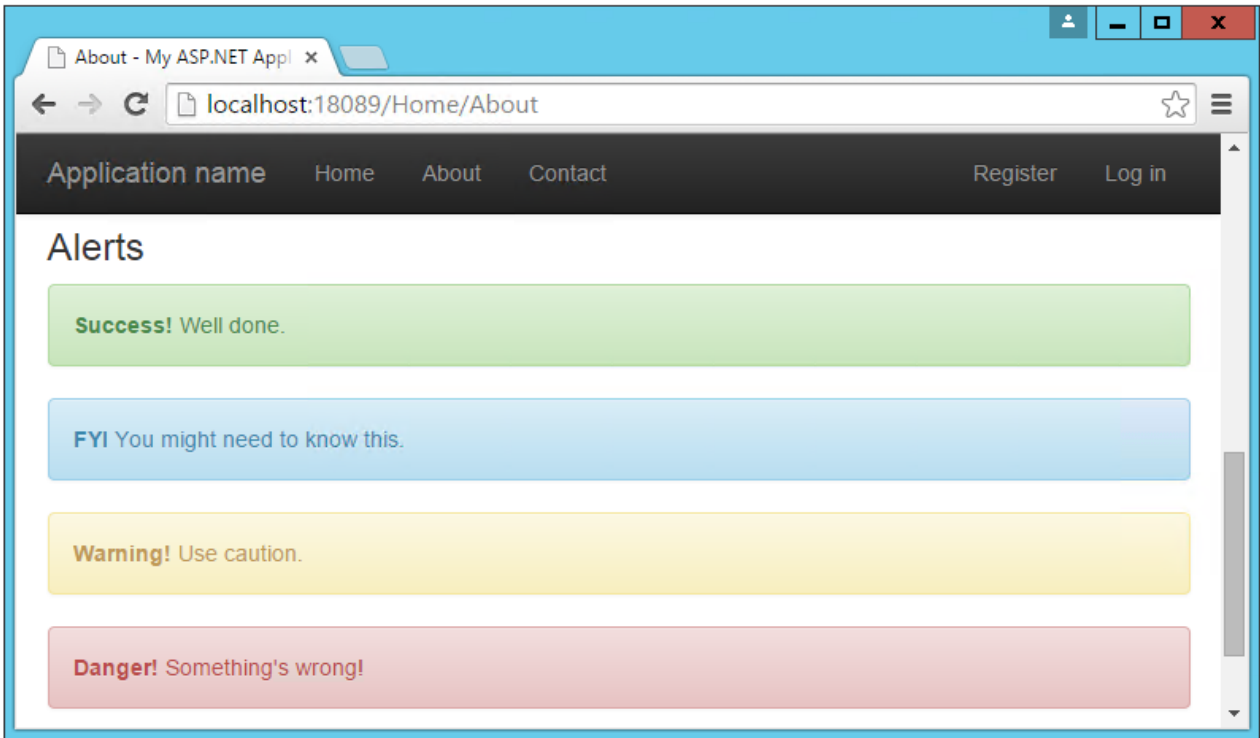 About - My ASP.NET Appl
localhost:18089/Home/About
Application name Home About Contact Register Log in
Alerts
Success! Well done.
FYI You might need to know this.
Warning! Use caution.
Danger! Something's wrong!